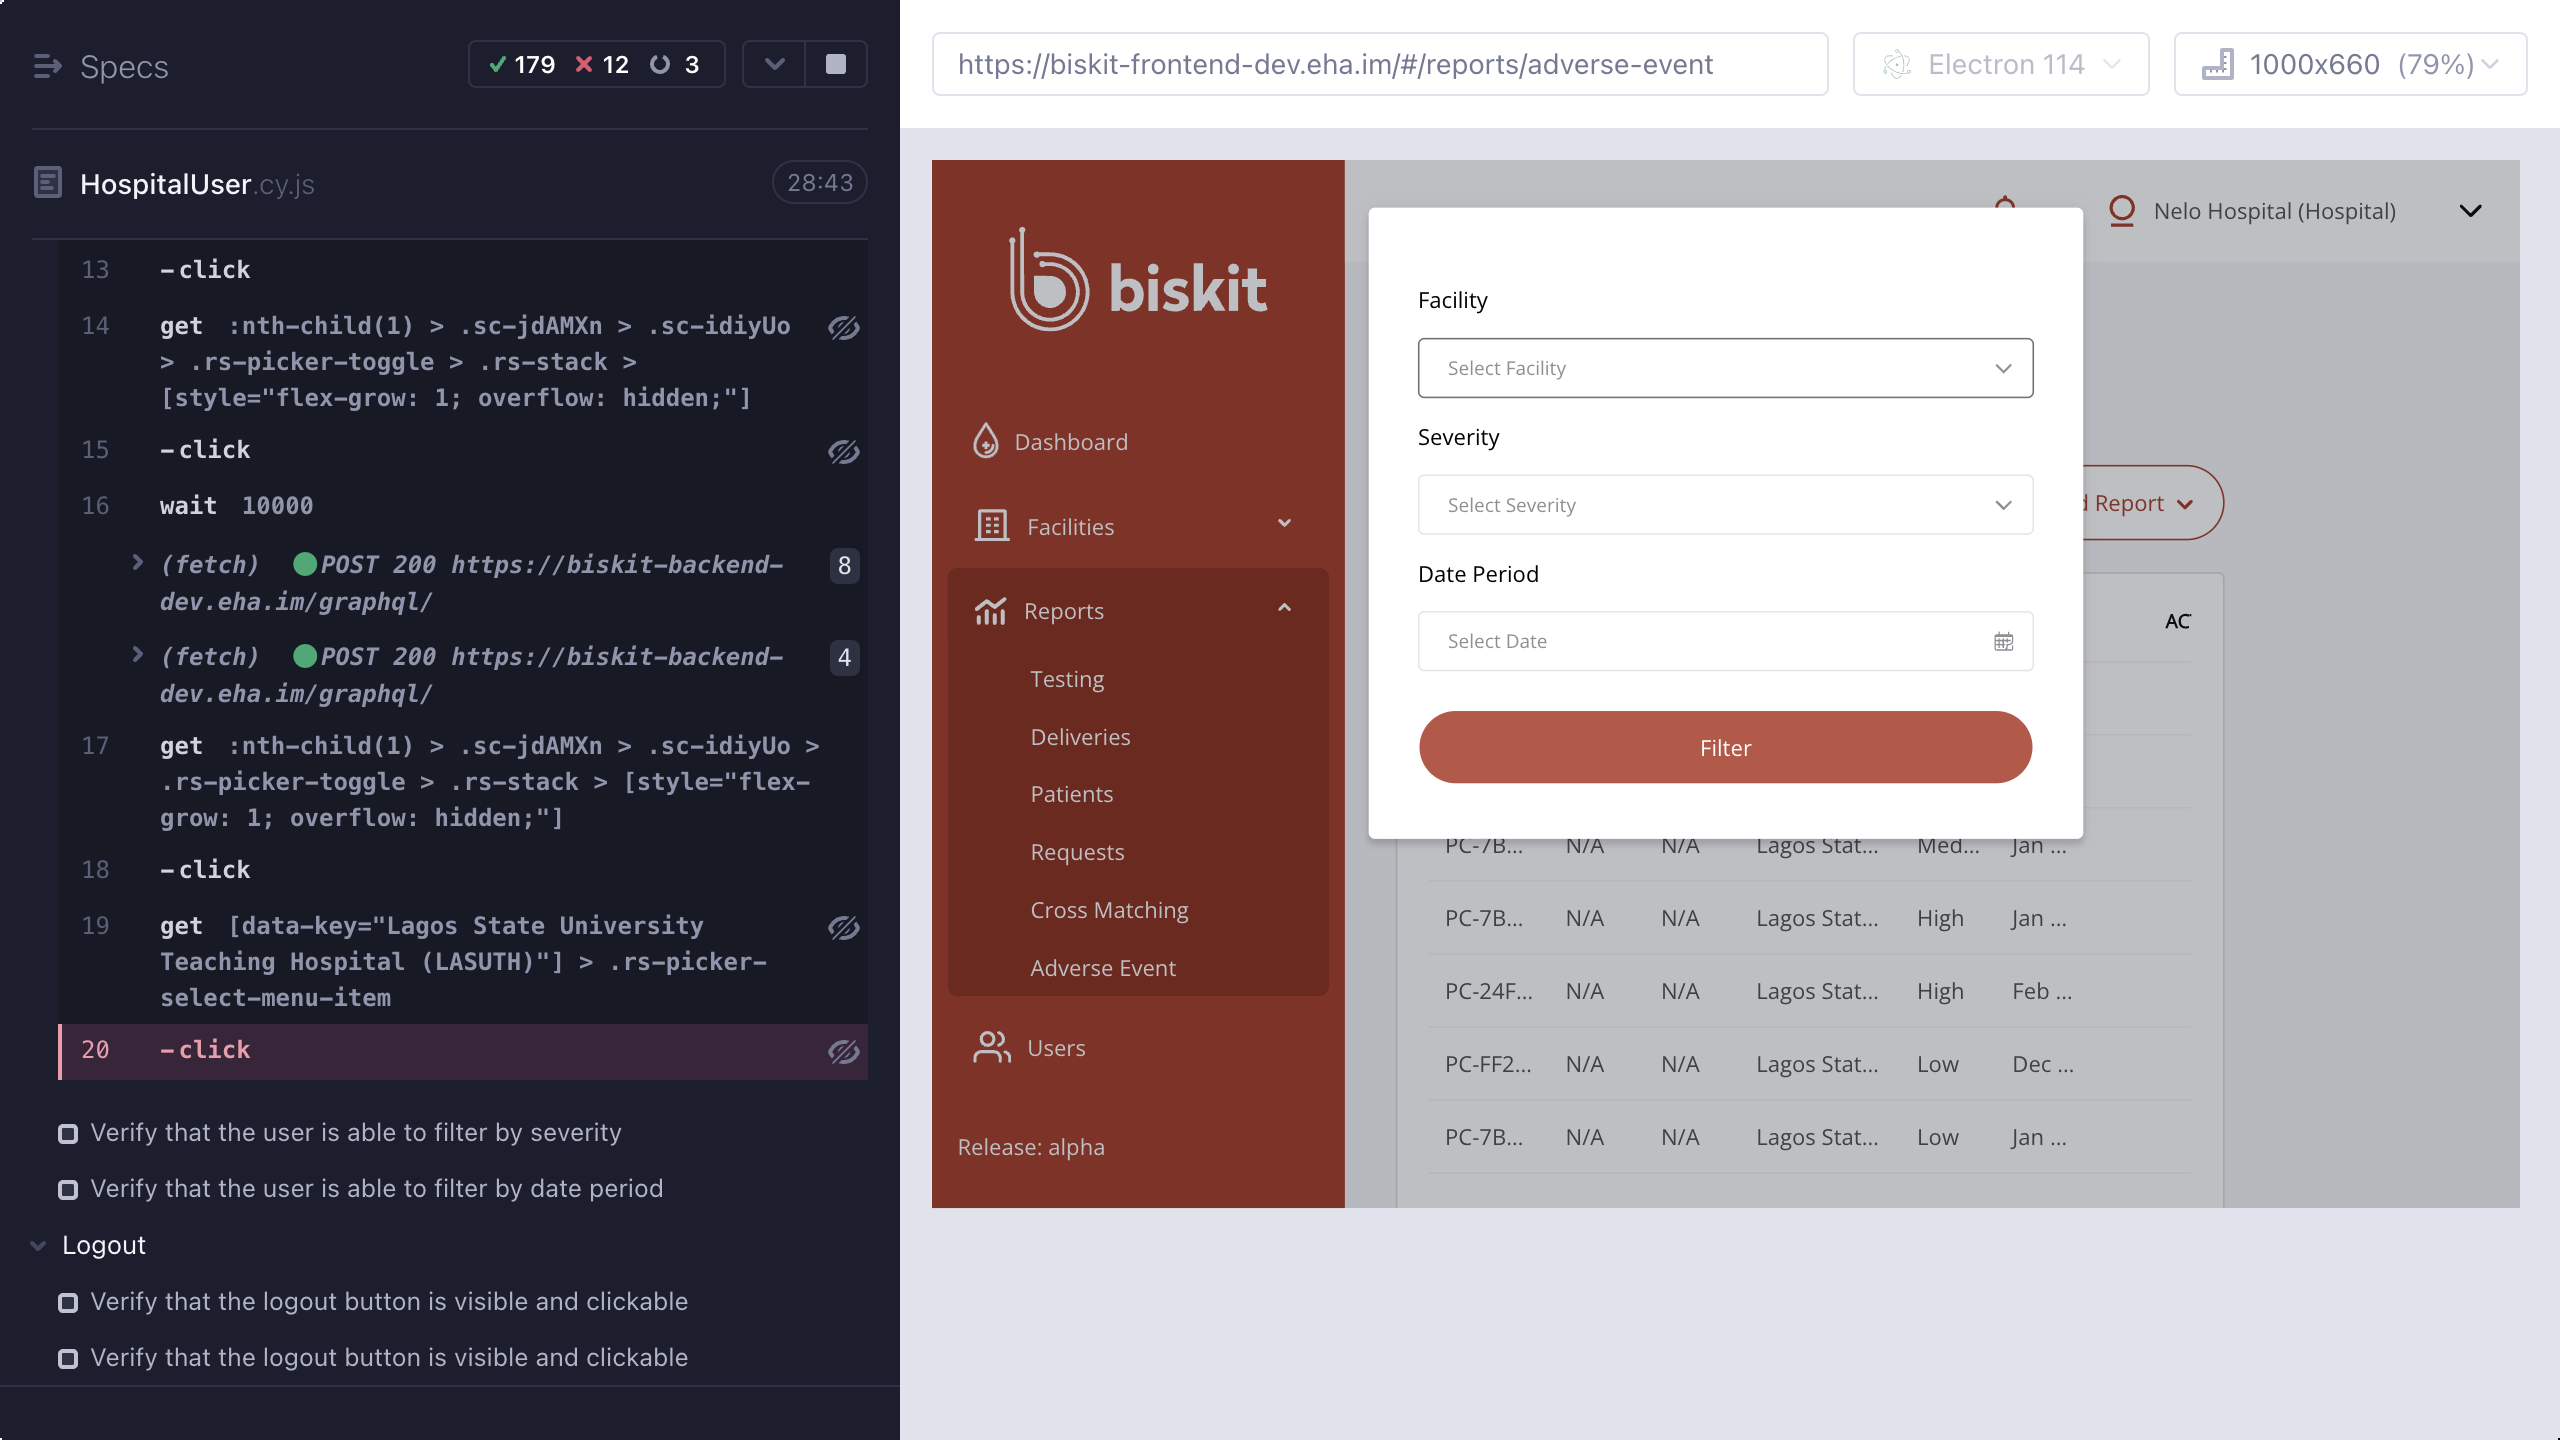 Specs
179 12 3
HospitalUser.cy.js 28:43
13 -click
14 get :nth-child(1) > .sc-jdAMXn > .sc-idiyUo
> .rs-picker-toggle > .rs-stack >
[style="flex-grow: 1; overflow: hidden;"]
15 -click
16 wait 10000
(fetch) POST 200 https://biskit-backend- 8
dev.eha.im/graphql/
(fetch) POST 200 https://biskit-backend- 4
dev.eha.im/graphql/
17 get :nth-child(1) > .sc-jdAMXn > .sc-idiyUo >
.rs-picker-toggle > .rs-stack > [style="flex-
grow: 1; overflow: hidden;"]
18 -click
19 get [data-key="Lagos State University
Teaching Hospital (LASUTH)"] > .rs-picker-
select-menu-item
20 -click
Verify that the user is able to filter by severity
Verify that the user is able to filter by date period
Logout
Verify that the logout button is visible and clickable
Verify that the logout button is visible and clickable
https://biskit-frontend-dev.eha.im/#/reports/adverse-event
Electron 114
1000x660 (79%)
biskit
Dashboard
Facilities
Reports
Testing
Deliveries
Patients
Requests
Cross Matching
Adverse Event
Users
Release: alpha
Nelo Hospital (Hospital)
Facility
Select Facility
Severity
Select Severity
Date Period
Select Date
Filter
d Report
AC
PC-7B... N/A N/A Lagos Stat... Med... Jan ...
PC-7B... N/A N/A Lagos Stat... High Jan ...
PC-24F... N/A N/A Lagos Stat... High Feb ...
PC-FF2... N/A N/A Lagos Stat... Low Dec ...
PC-7B... N/A N/A Lagos Stat... Low Jan ...